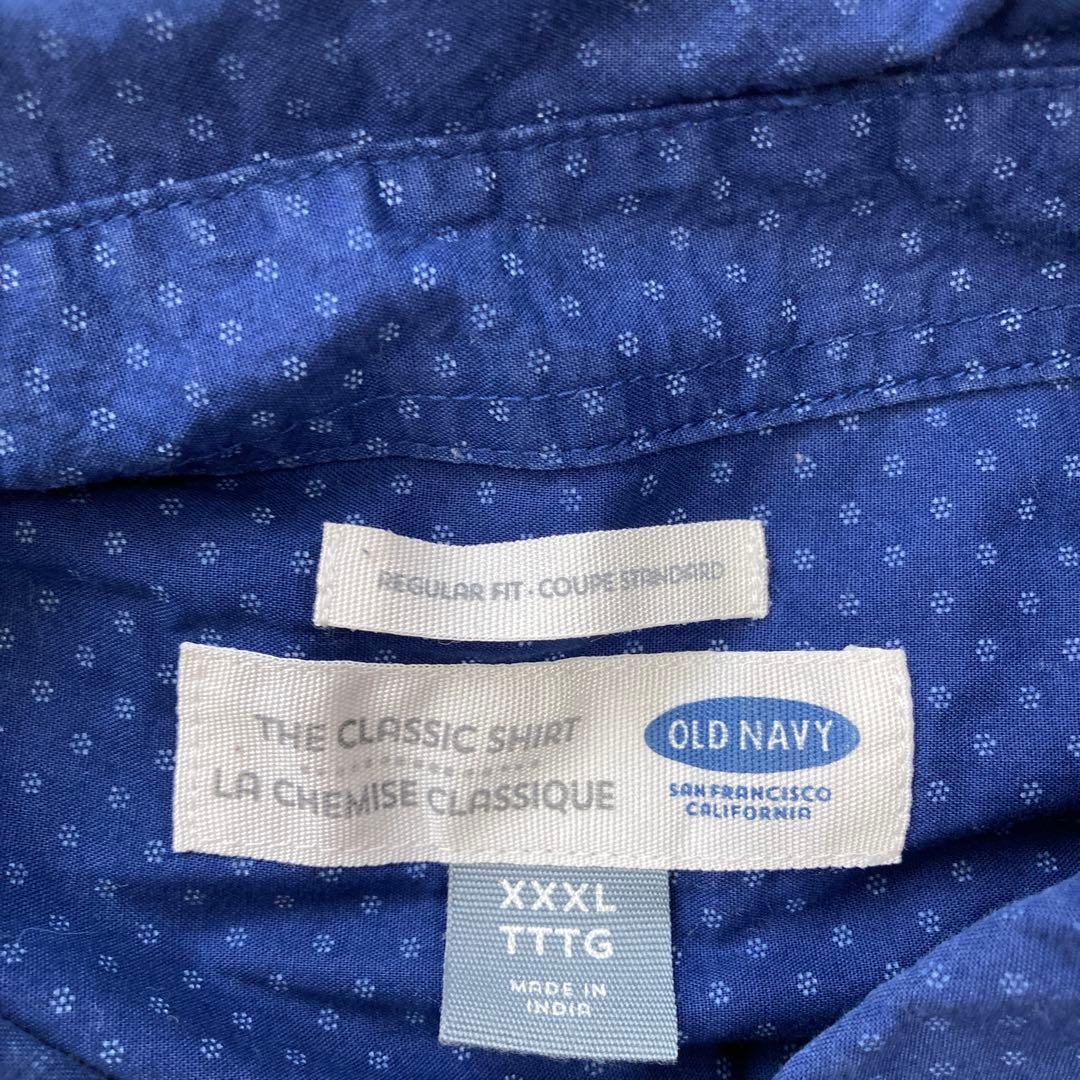 REGULAR FIT • COUPE STANDARD
THE CLASSIC SHIRT
LA CHEMISE CLASSIQUE
OLD NAVY
SAN FRANCISCO
CALIFORNIA
XXXL
TTTG
MADE IN
INDIA